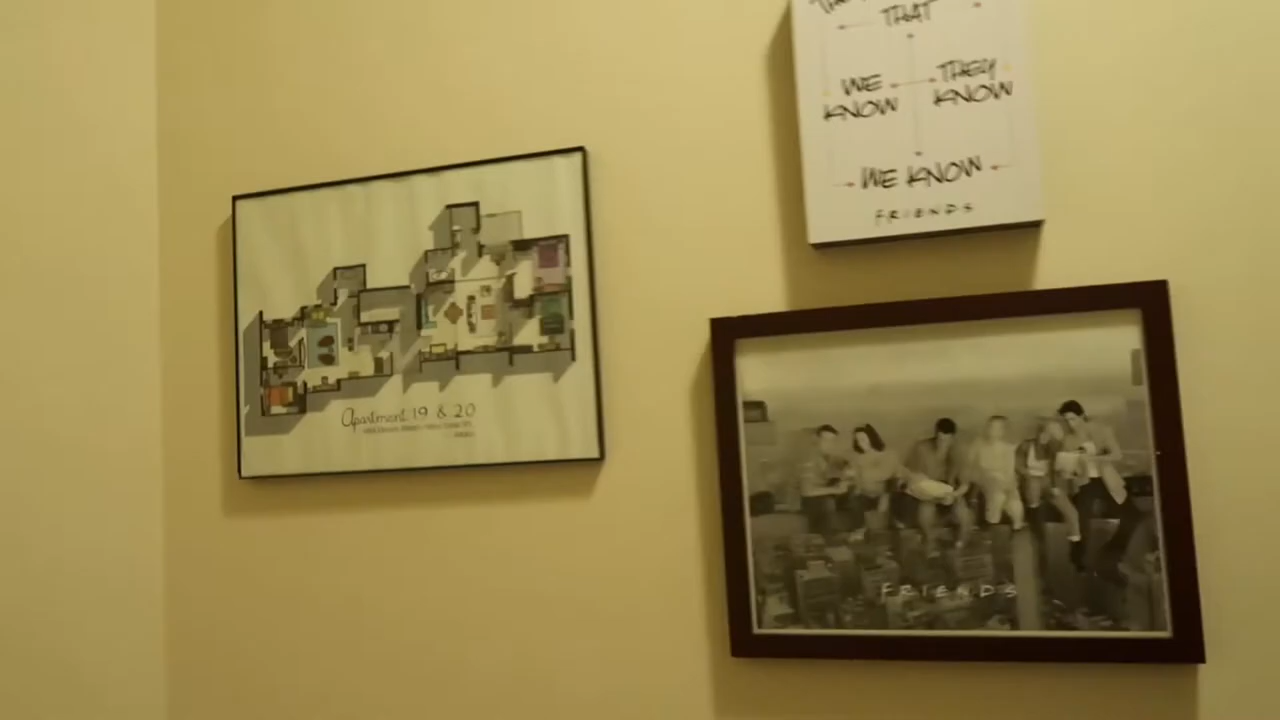 Apartment 19 & 20
THAT
WE THEY
KNOW KNOW
WE KNOW
FRIENDS
FRIENDS